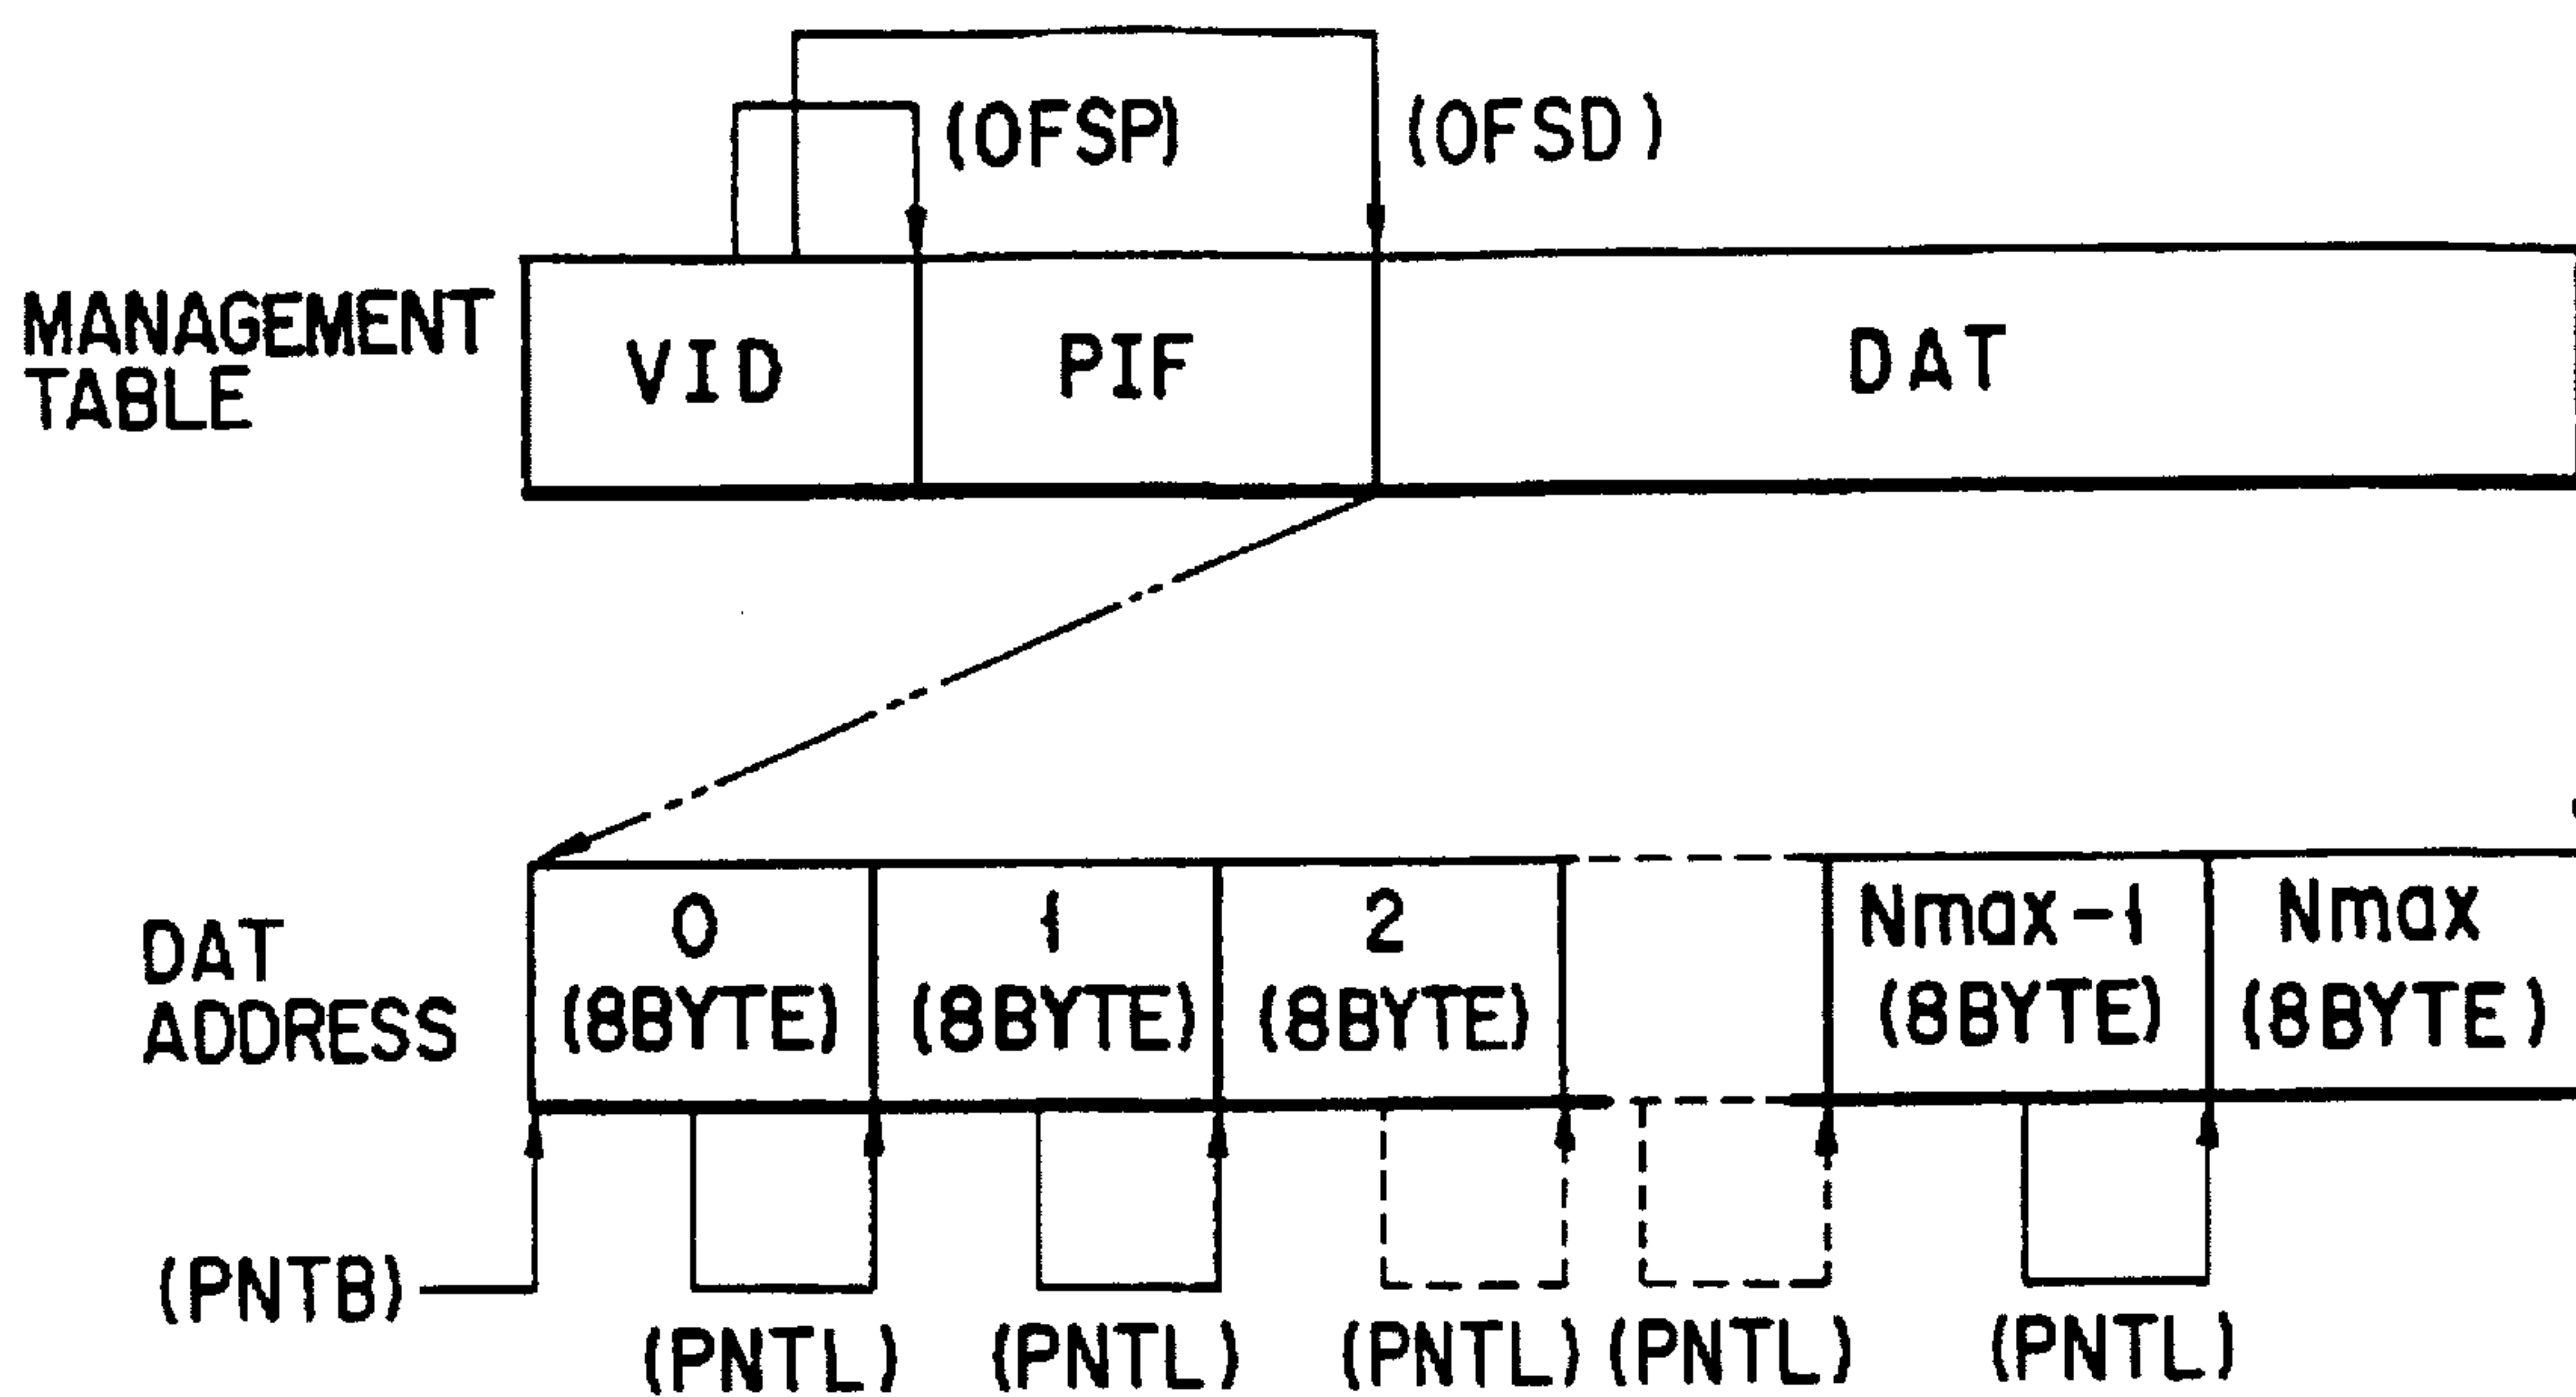 (OFSP) (OFSD)
MANAGEMENT
TABLE
VID PIF DAT
DAT
ADDRESS
0 1 2 Nmax-1 Nmax
(8BYTE) (8BYTE) (8BYTE) (8BYTE) (8BYTE)
(PNTB)
(PNTL) (PNTL) (PNTL) (PNTL) (PNTL)